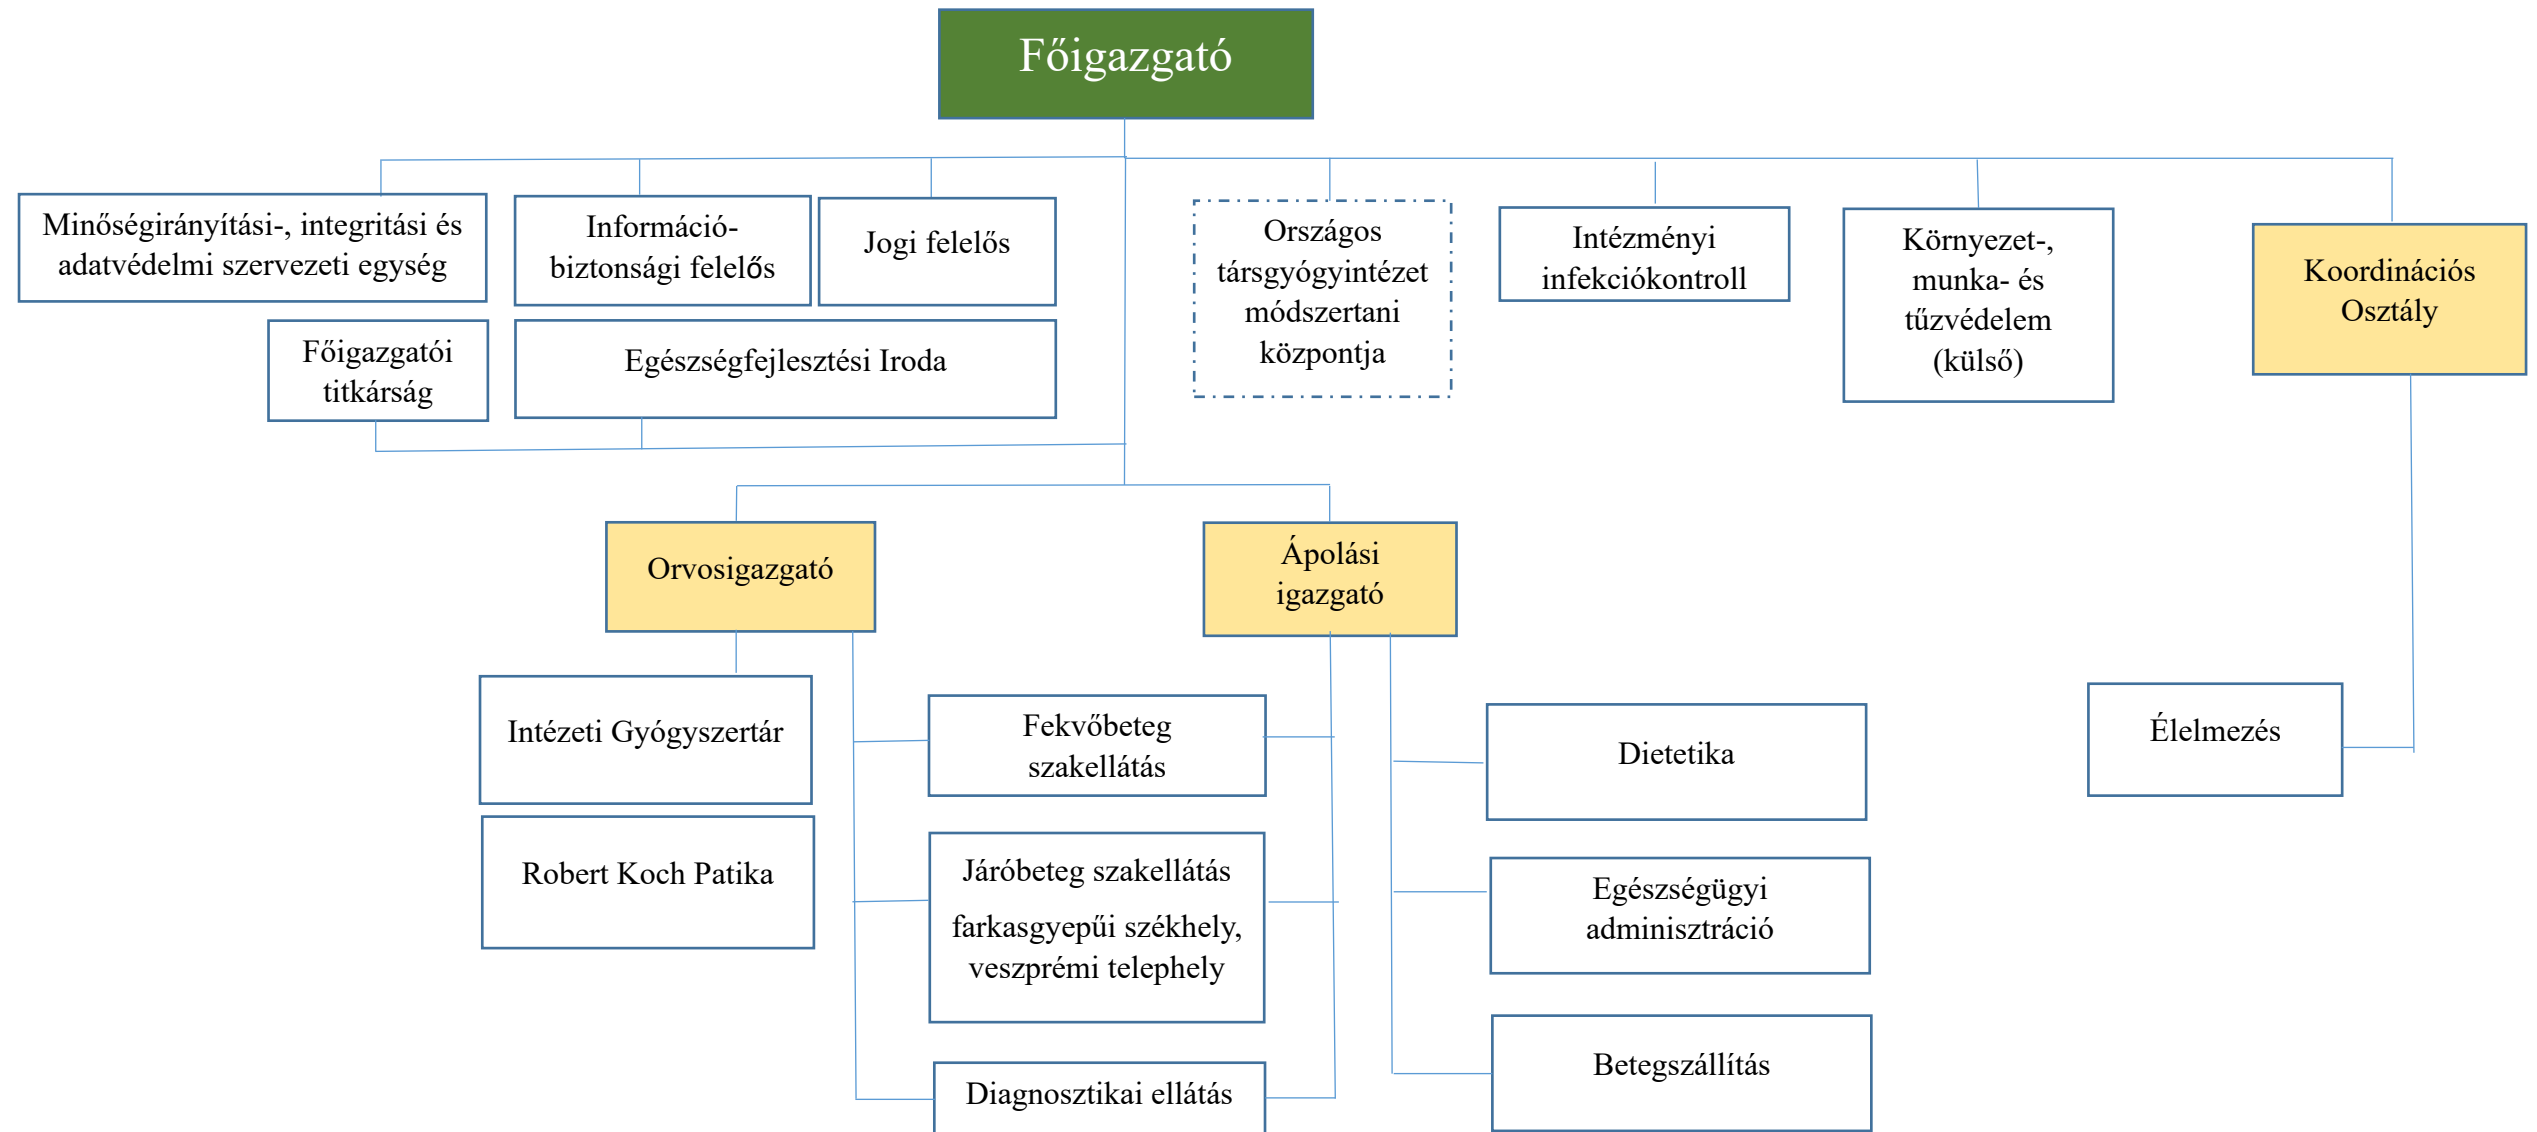 Főigazgató
Minőségirányítási-, integritási és
adatvédelmi szervezeti egység
Információ-
biztonsági felelős
Jogi felelős
Országos
társgyógyintézet
módszertani
központja
Intézményi
infekciókontroll
Környezet-,
munka- és
tűzvédelem
(külső)
Koordinációs
Osztály
Főigazgatói
titkárság
Egészségfejlesztési Iroda
Orvosigazgató
Ápolási
igazgató
Intézeti Gyógyszertár
Fekvőbeteg
szakellátás
Dietetika
Élelmezés
Robert Koch Patika
Járóbeteg szakellátás
farkasgyepűi székhely,
veszprémi telephely
Egészségügyi
adminisztráció
Diagnosztikai ellátás
Betegszállítás